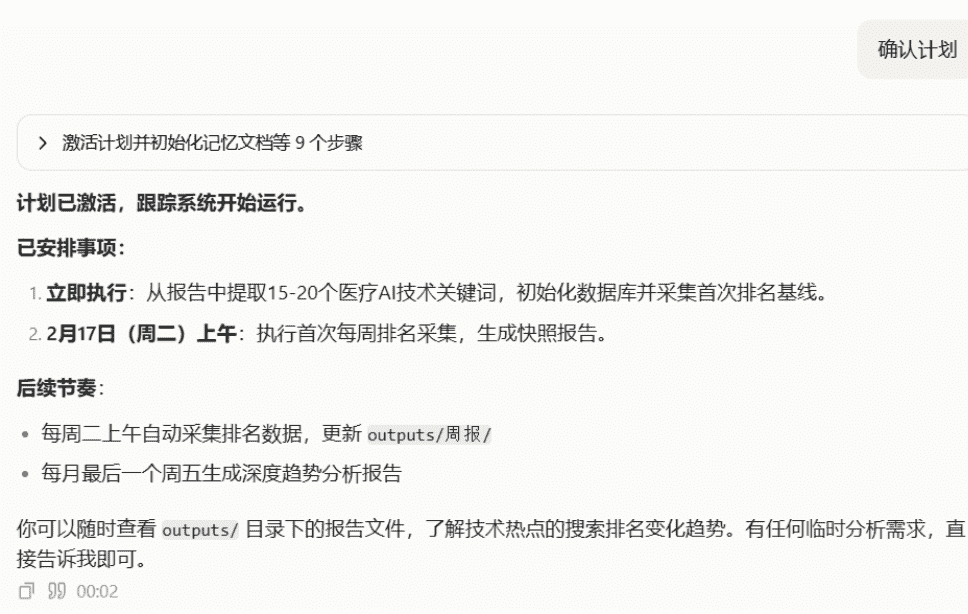 确认计划
激活计划并初始化记忆文档等 9 个步骤
计划已激活，跟踪系统开始运行。
已安排事项：
1. 立即执行：从报告中提取15-20个医疗AI技术关键词，初始化数据库并采集首次排名基线。
2. 2月17日（周二）上午：执行首次每周排名采集，生成快照报告。
后续节奏：
• 每周二上午自动采集排名数据，更新 outputs/周报/
• 每月最后一个周五生成深度趋势分析报告
你可以随时查看 outputs/ 目录下的报告文件，了解技术热点的搜索排名变化趋势。有任何临时分析需求，直
接告诉我即可。
00:02